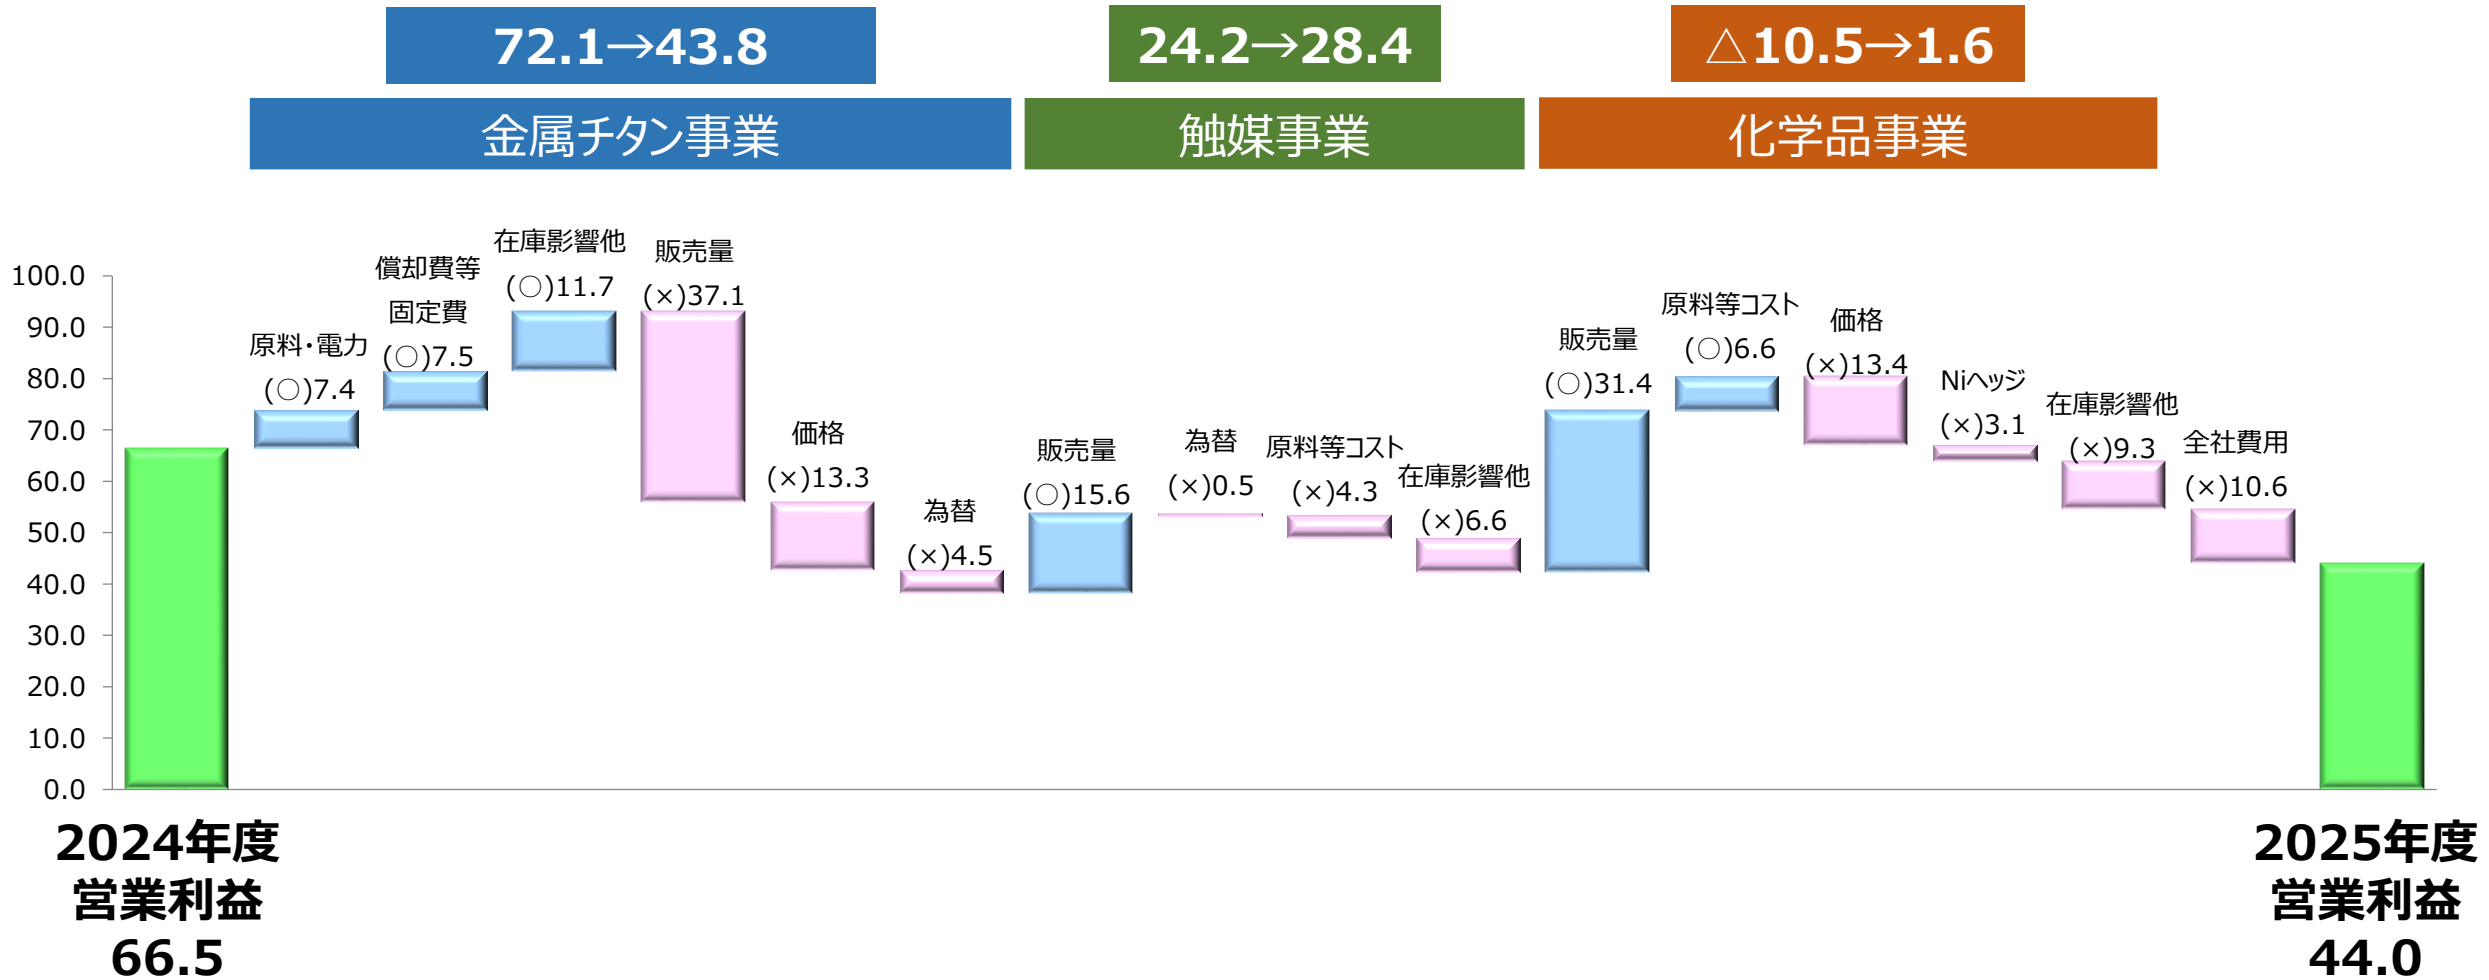 72.1→43.8
24.2→28.4
△10.5→1.6
金属チタン事業
触媒事業
化学品事業
100.0
90.0
80.0
70.0
60.0
50.0
40.0
30.0
20.0
10.0
0.0
原料・電力
(○)7.4
償却費等
固定費
(○)7.5
在庫影響他
(○)11.7
販売量
(×)37.1
価格
(×)13.3
為替
(×)4.5
販売量
(○)15.6
為替
(×)0.5
原料等コスト
(×)4.3
在庫影響他
(×)6.6
販売量
(○)31.4
原料等コスト
(○)6.6
価格
(×)13.4
Niヘッジ
(×)3.1
在庫影響他
(×)9.3
全社費用
(×)10.6
2024年度
営業利益
66.5
2025年度
営業利益
44.0